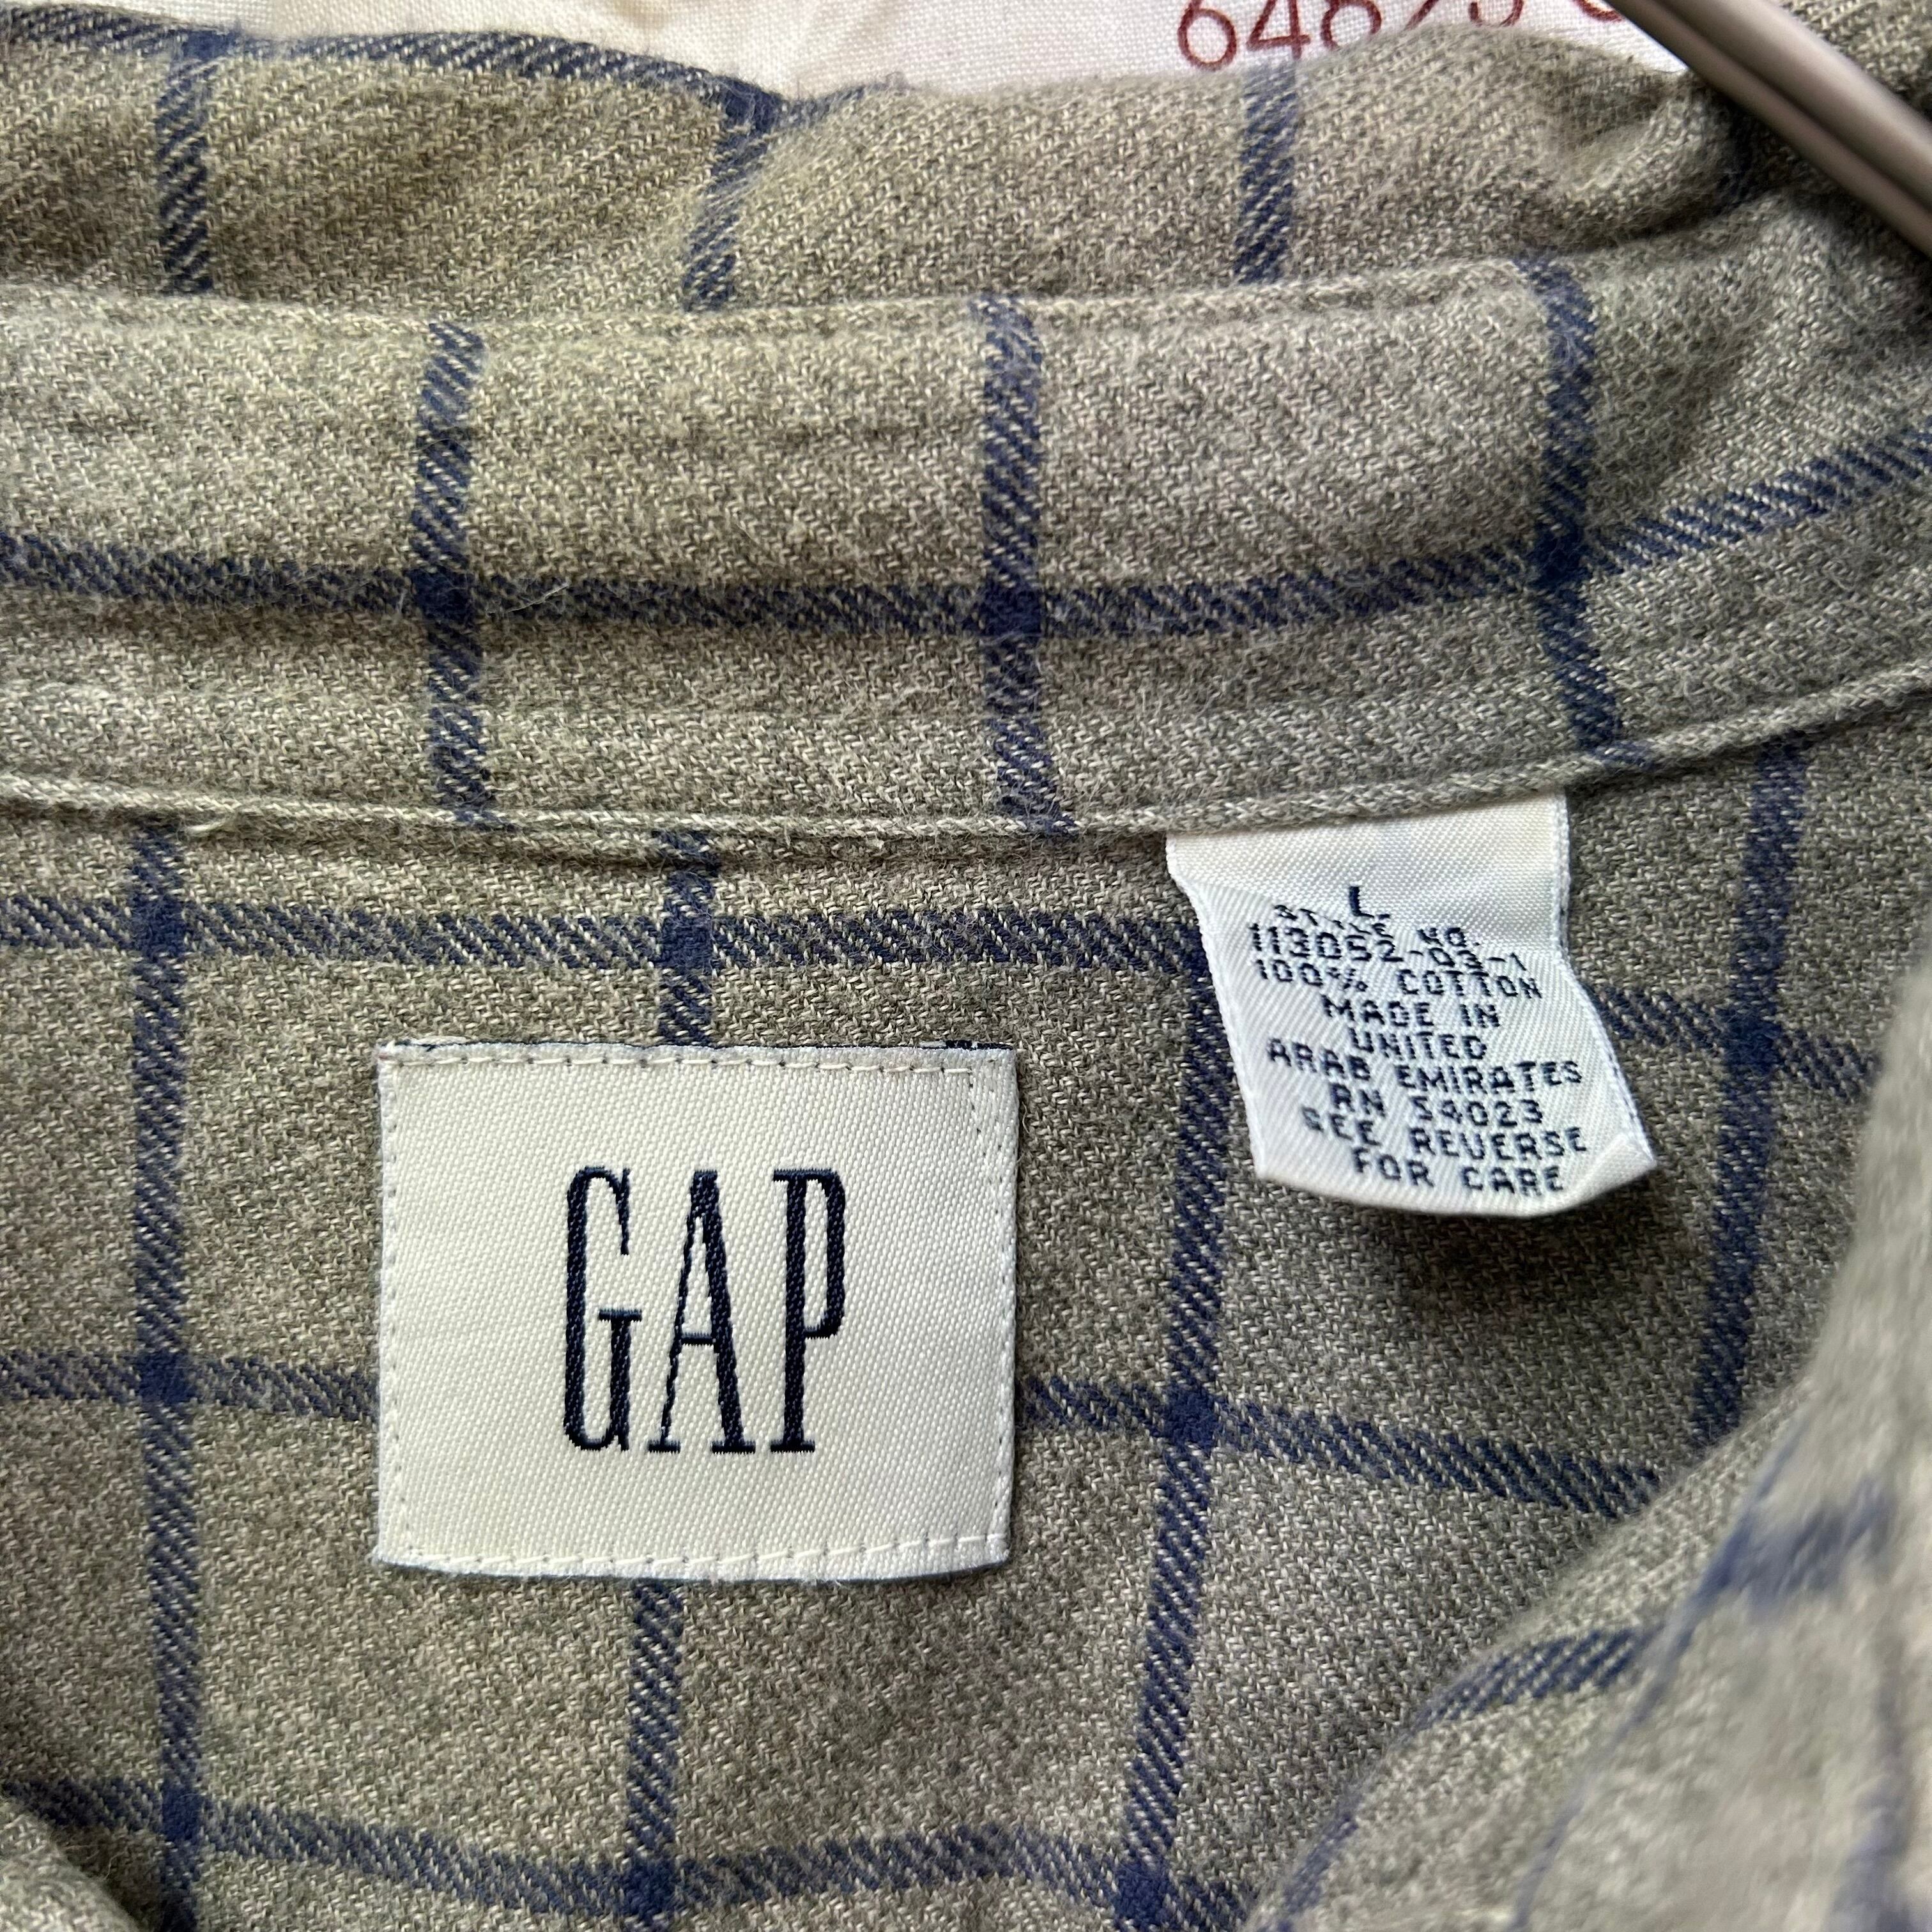 L
STYLE NO.
113052-03-1
100% COTTON
MADE IN
UNITED
ARAB EMIRATES
RN 54023
SEE REVERSE
FOR CARE
GAP